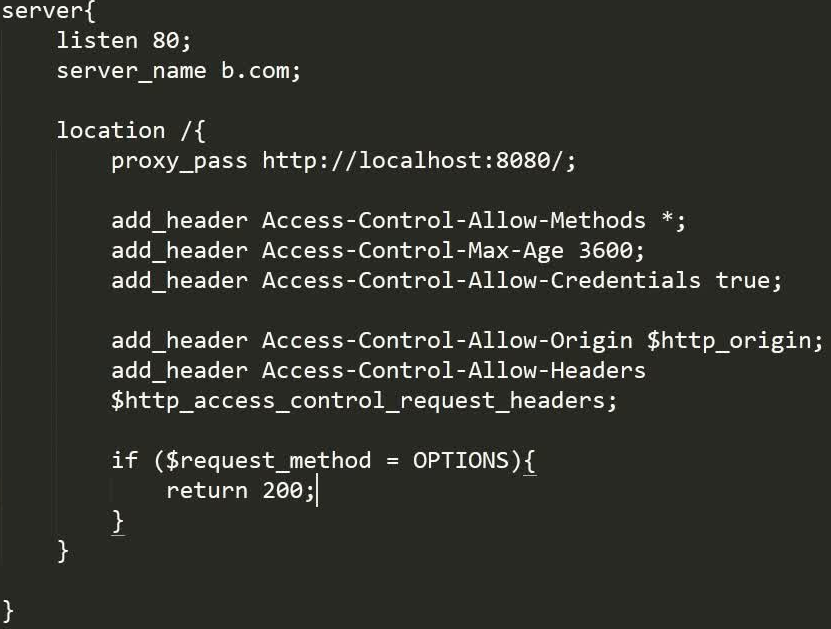 server{
    listen 80;
    server_name b.com;
    location /{
        proxy_pass http://localhost:8080/;
        add_header Access-Control-Allow-Methods *;
        add_header Access-Control-Max-Age 3600;
        add_header Access-Control-Allow-Credentials true;
        add_header Access-Control-Allow-Origin $http_origin;
        add_header Access-Control-Allow-Headers
        $http_access_control_request_headers;
        if ($request_method = OPTIONS){
            return 200;
        }
    }
}